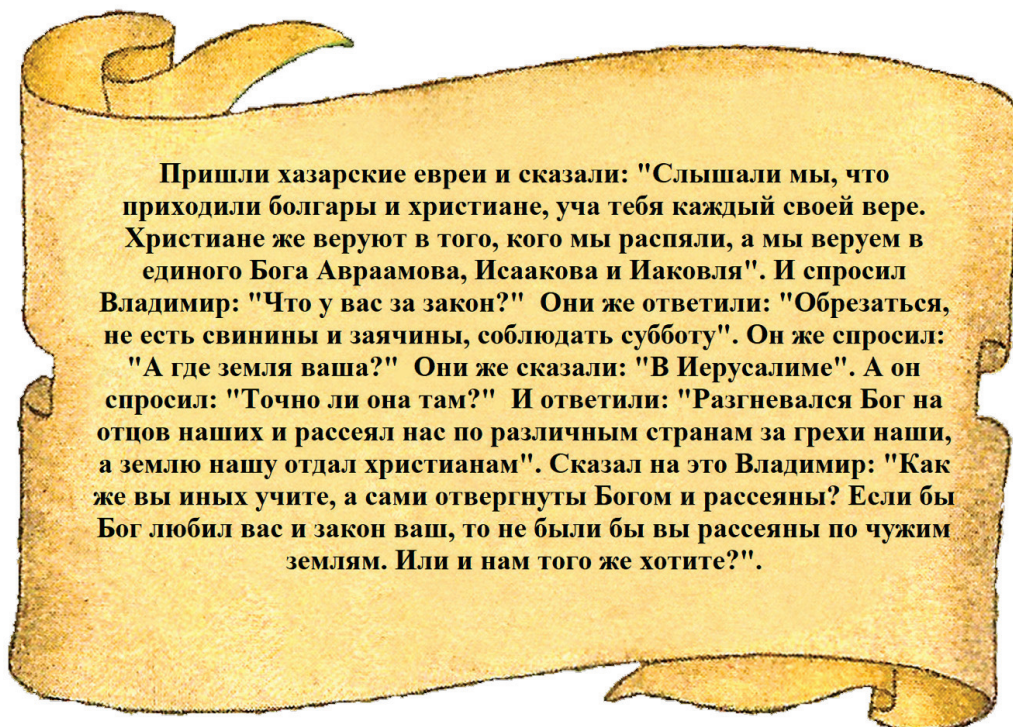 Пришли хазарские евреи и сказали: "Слышали мы, что
приходили болгары и христиане, уча тебя каждый своей вере.
Христиане же веруют в того, кого мы распяли, а мы веруем в
единого Бога Авраамова, Исаакова и Иаковля". И спросил
Владимир: "Что у вас за закон?"  Они же ответили: "Обрезаться,
не есть свинины и заячины, соблюдать субботу". Он же спросил:
"А где земля ваша?"  Они же сказали: "В Иерусалиме". А он
спросил: "Точно ли она там?"  И ответили: "Разгневался Бог на
отцов наших и рассеял нас по различным странам за грехи наши,
а землю нашу отдал христианам". Сказал на это Владимир: "Как
же вы иных учите, а сами отвергнуты Богом и рассеяны? Если бы
Бог любил вас и закон ваш, то не были бы вы рассеяны по чужим
землям. Или и нам того же хотите?".